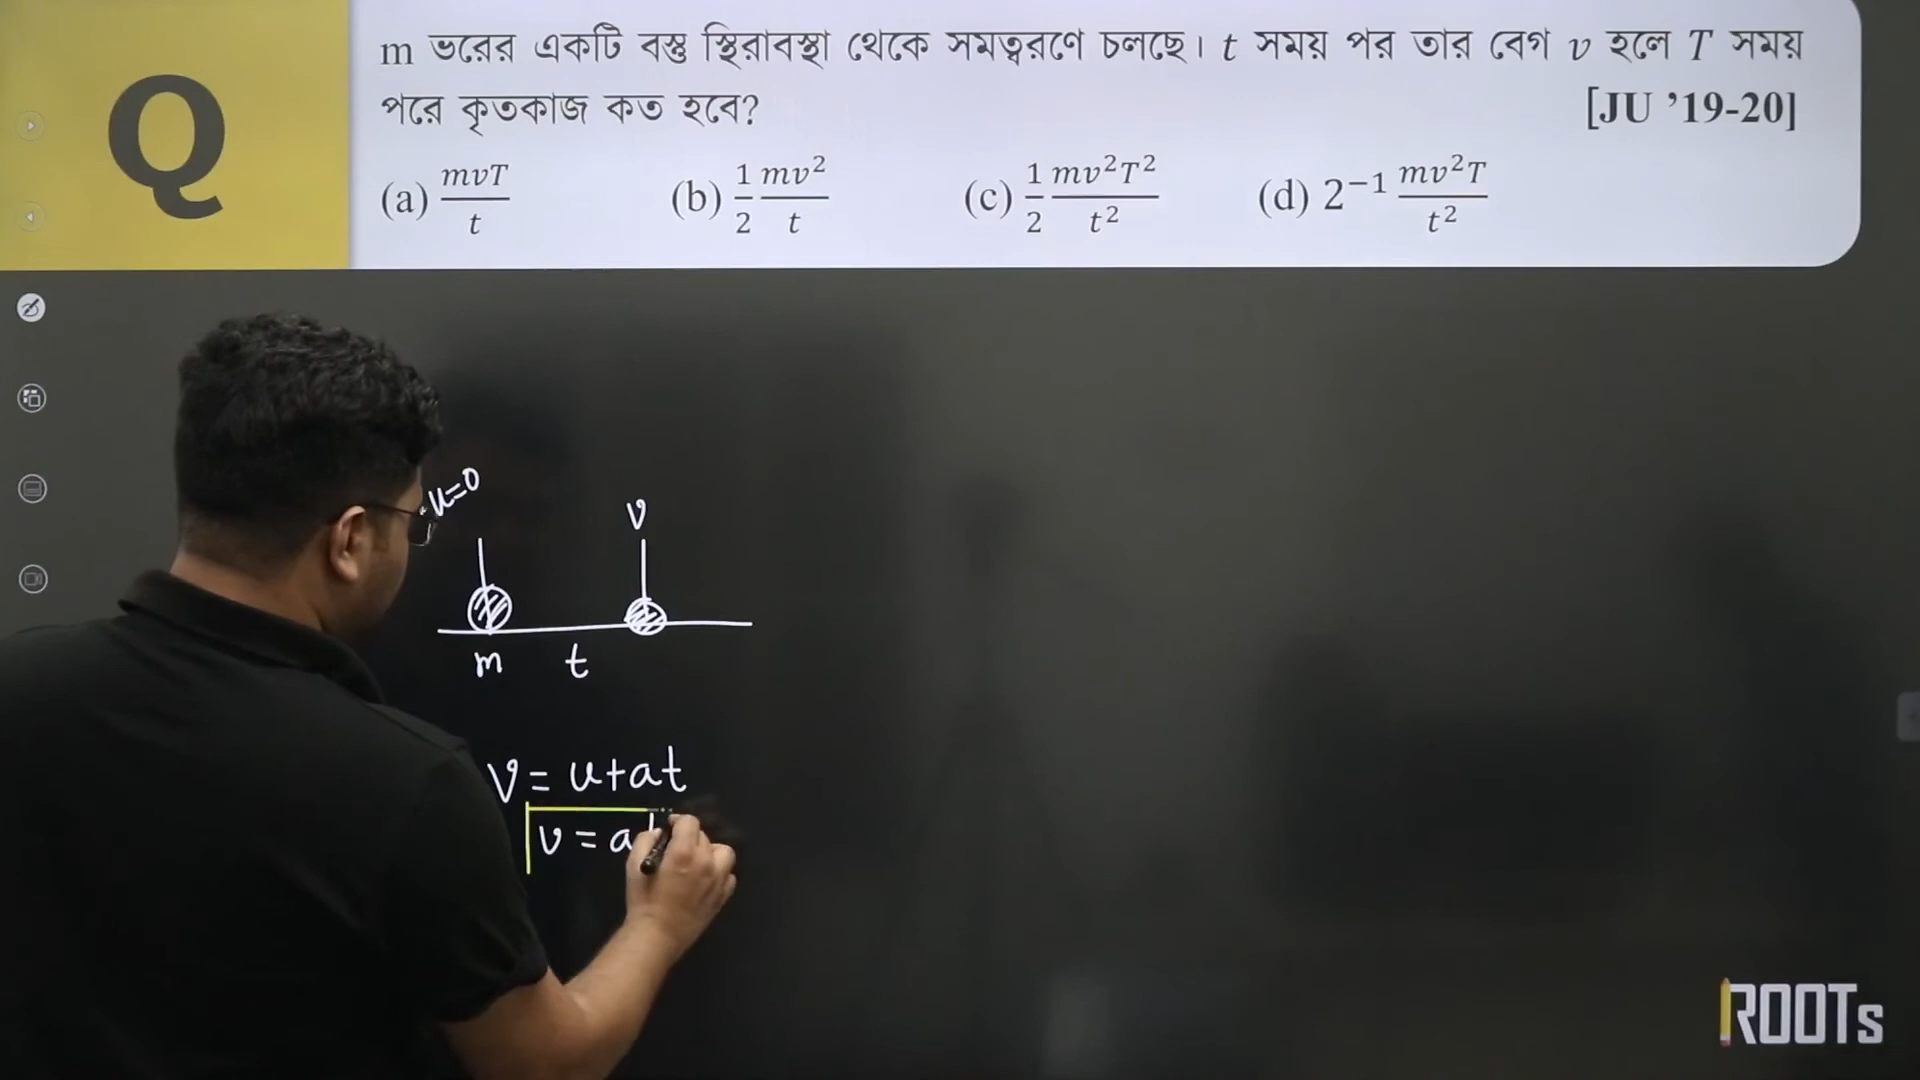 Q
m ভরের একটি বস্তু স্থিরাবস্থা থেকে সমত্বরণে চলছে। t সময় পর তার বেগ v হলে T সময়
পরে কৃতকাজ কত হবে?
[JU ’19-20]
(a) mvT/t (b) 1/2 mv²/t (c) 1/2 mv²T²/t² (d) 2⁻¹ mv²T/t²
u=0
v
m t
V = u+at
v = at
ROOTs